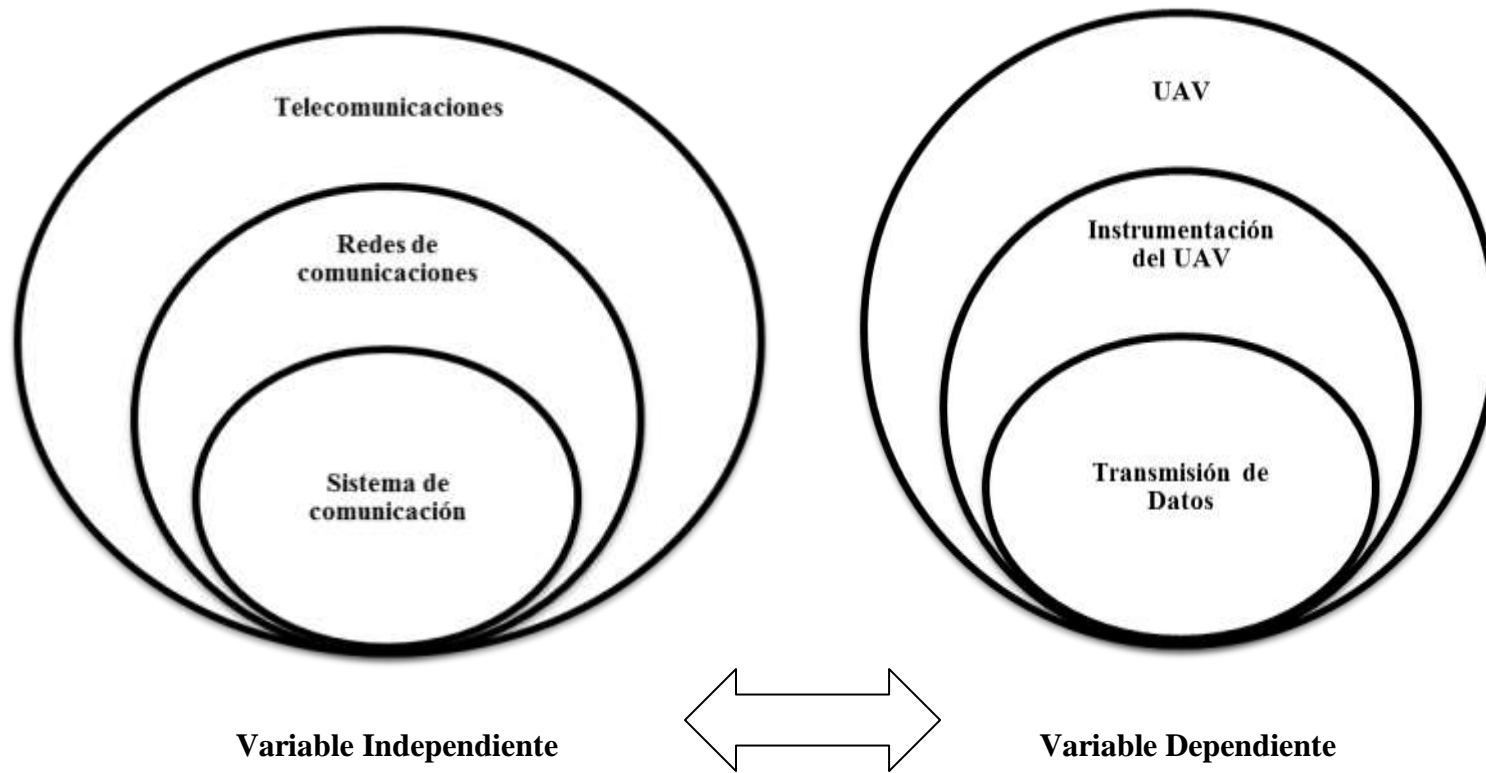 Telecomunicaciones
Redes de
comunicaciones
Sistema de
comunicación
UAV
Instrumentación
del UAV
Transmisión de
Datos
Variable Independiente
Variable Dependiente